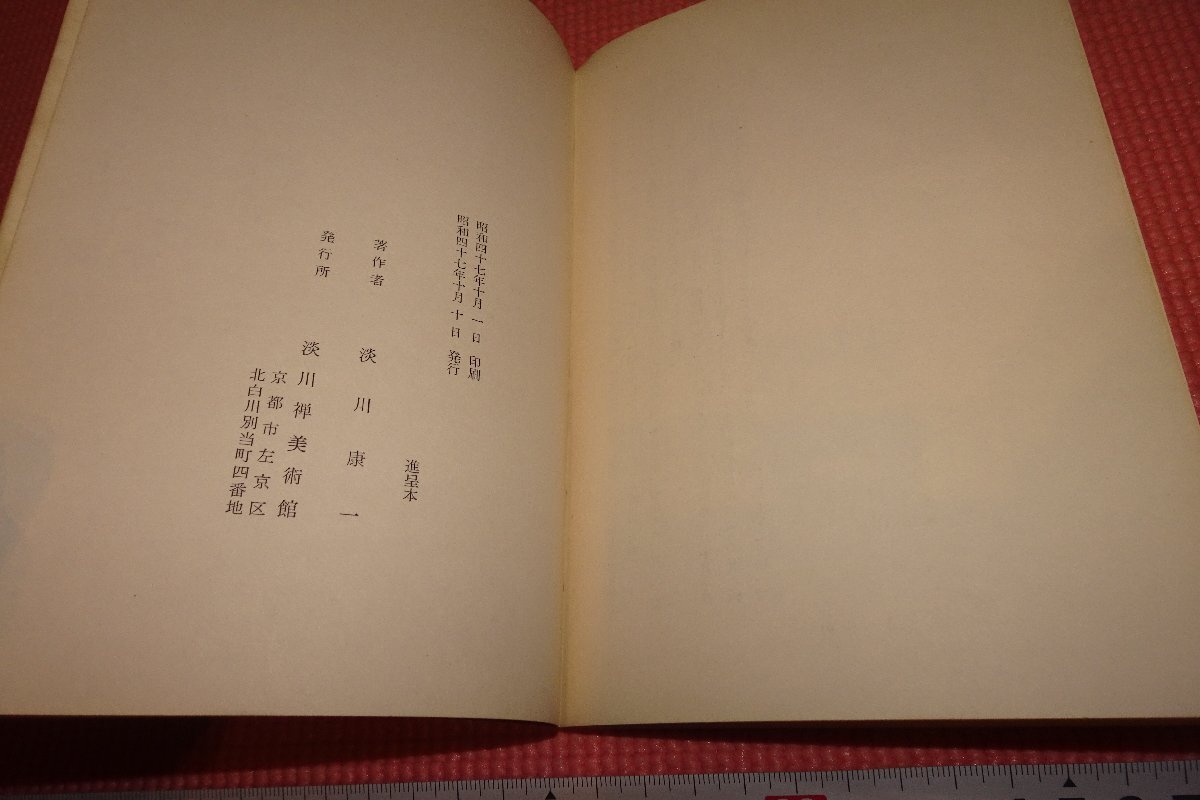 昭和四十七年十月一日 印刷
昭和四十七年十月十日 発行
進呈本
著作者 淡川康一
発行所 淡川禅美術館
京都市左京区
北白川別当町四番地